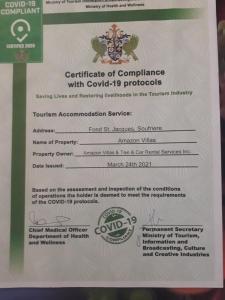 COVID-19
COMPLIANT
CERTIFIED 2020
Ministry of Health and Wellness
Certificate of Compliance
with Covid-19 protocols
Saving Lives and Restoring livelihoods in the Tourism Industry
Tourism Accommodation Service:
Address: Fond St. Jacques, Soufriere
Name of Property: Amazon Villas
Property Owner: Amazon Villas & Taxi & Car Rental Services Inc.
Date Issued: March 24th 2021
Based on the assessment and inspection of the conditions
of operations the holder is deemed to meet the requirements
of the COVID-19 protocols.
COVID-19
Chief Medical Officer
Department of Health
and Wellness
Permanent Secretary
Ministry of Tourism,
Information and
Broadcasting, Culture
and Creative Industries